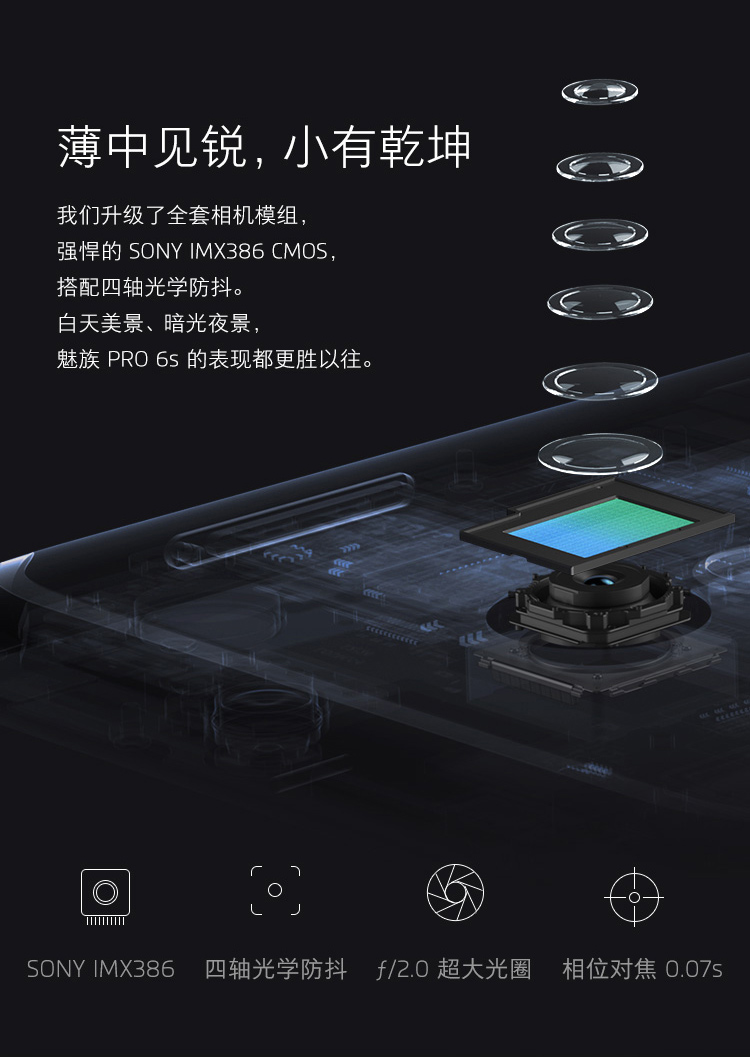 薄中见锐，小有乾坤
我们升级了全套相机模组，
强悍的 SONY IMX386 CMOS，
搭配四轴光学防抖。
白天美景、暗光夜景，
魅族 PRO 6s 的表现都更胜以往。
SONY IMX386
四轴光学防抖
ƒ/2.0 超大光圈
相位对焦 0.07s